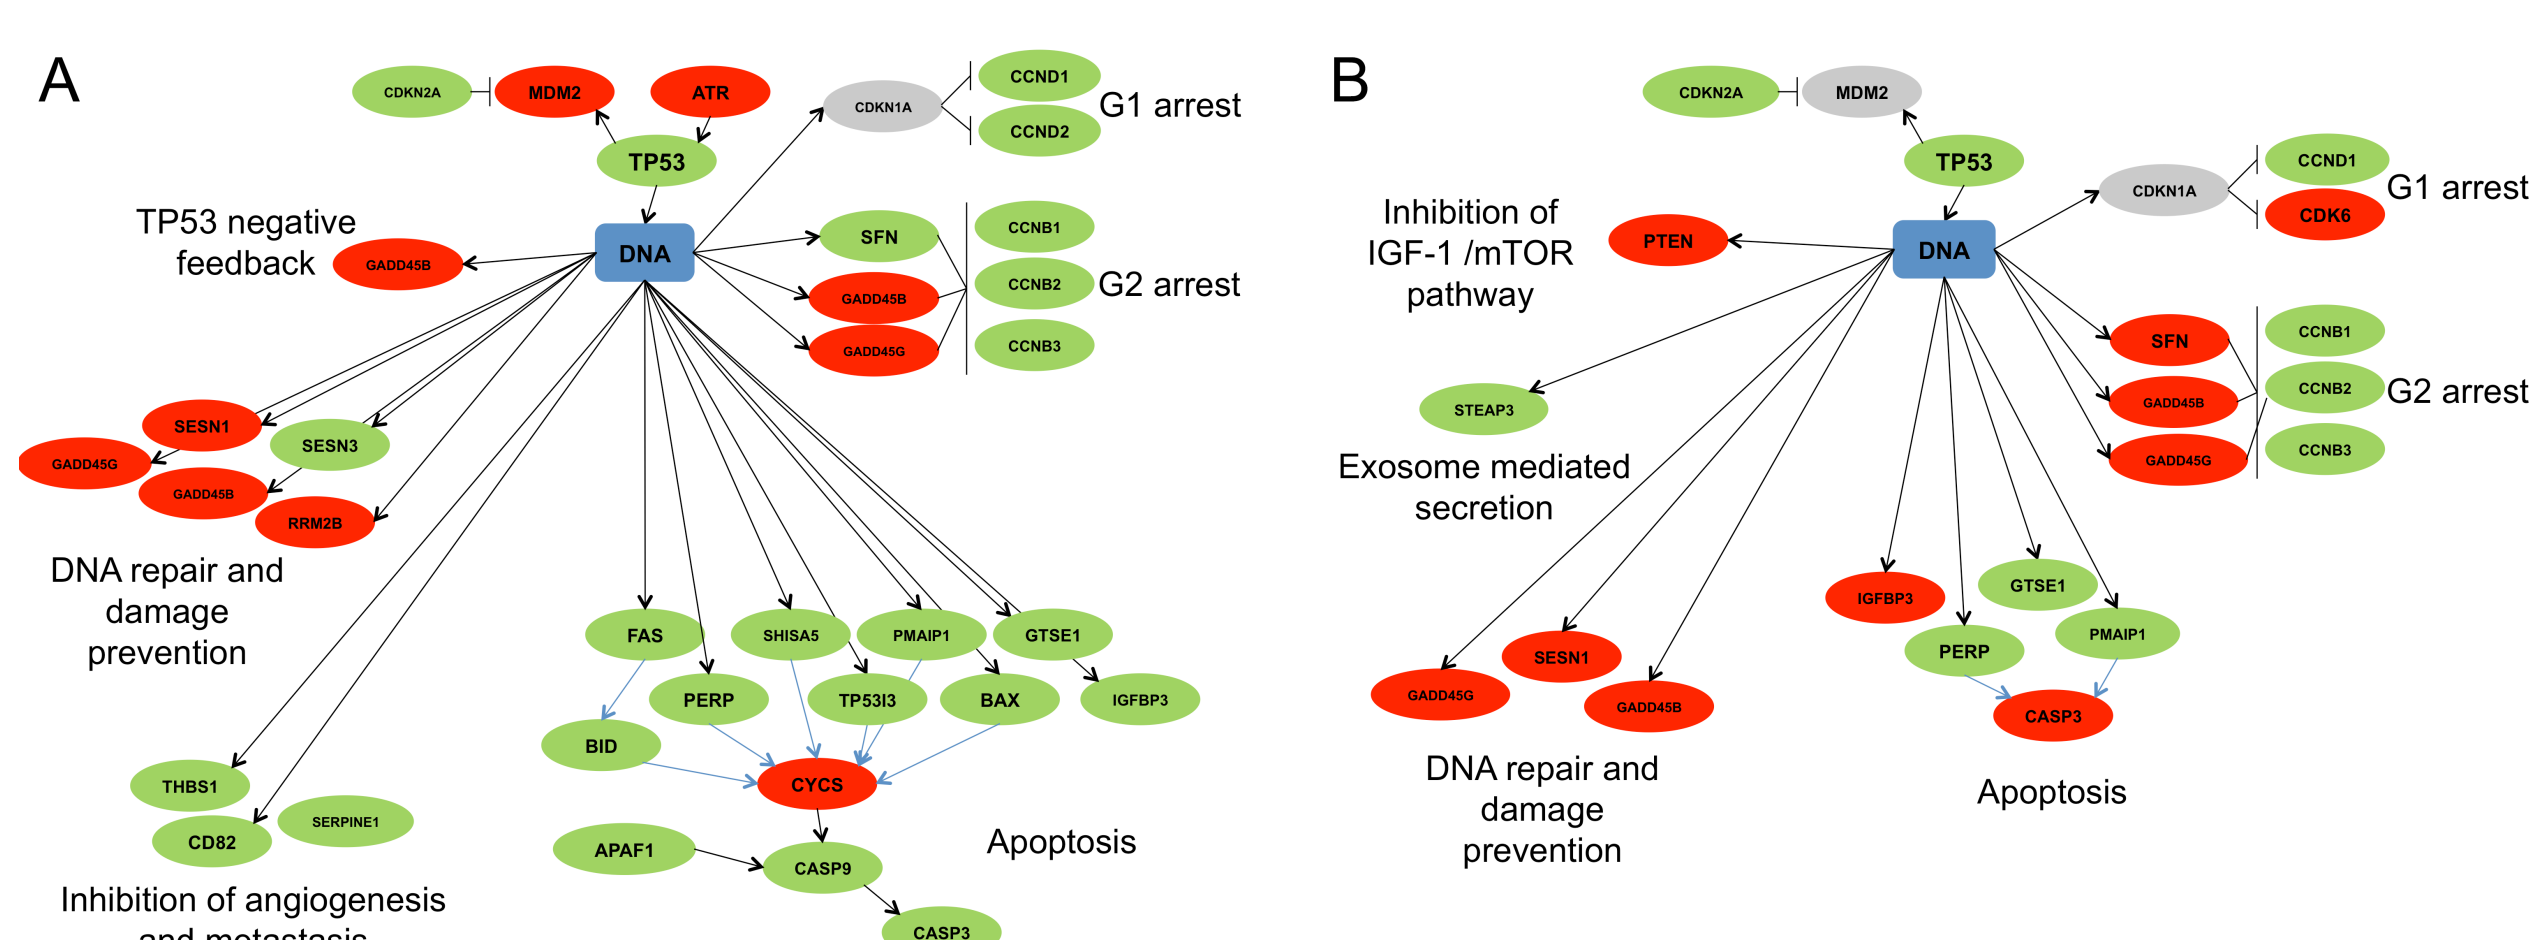 A
CDKN2A
MDM2
ATR
TP53
DNA
CDKN1A
CCND1
CCND2
G1 arrest
TP53 negative
feedback
GADD45B
SFN
GADD45B
GADD45G
CCNB1
CCNB2
CCNB3
G2 arrest
SESN1
SESN3
GADD45G
GADD45B
RRM2B
DNA repair and
damage
prevention
FAS
SHISA5
PMAIP1
GTSE1
PERP
TP53I3
BAX
IGFBP3
BID
CYCS
APAF1
CASP9
CASP3
Apoptosis
THBS1
CD82
SERPINE1
Inhibition of angiogenesis
and metastasis
B
CDKN2A
MDM2
TP53
DNA
CDKN1A
CCND1
CDK6
G1 arrest
Inhibition of
IGF-1 /mTOR
pathway
PTEN
SFN
GADD45B
GADD45G
CCNB1
CCNB2
CCNB3
G2 arrest
STEAP3
Exosome mediated
secretion
GADD45G
SESN1
GADD45B
DNA repair and
damage
prevention
IGFBP3
GTSE1
PERP
PMAIP1
CASP3
Apoptosis